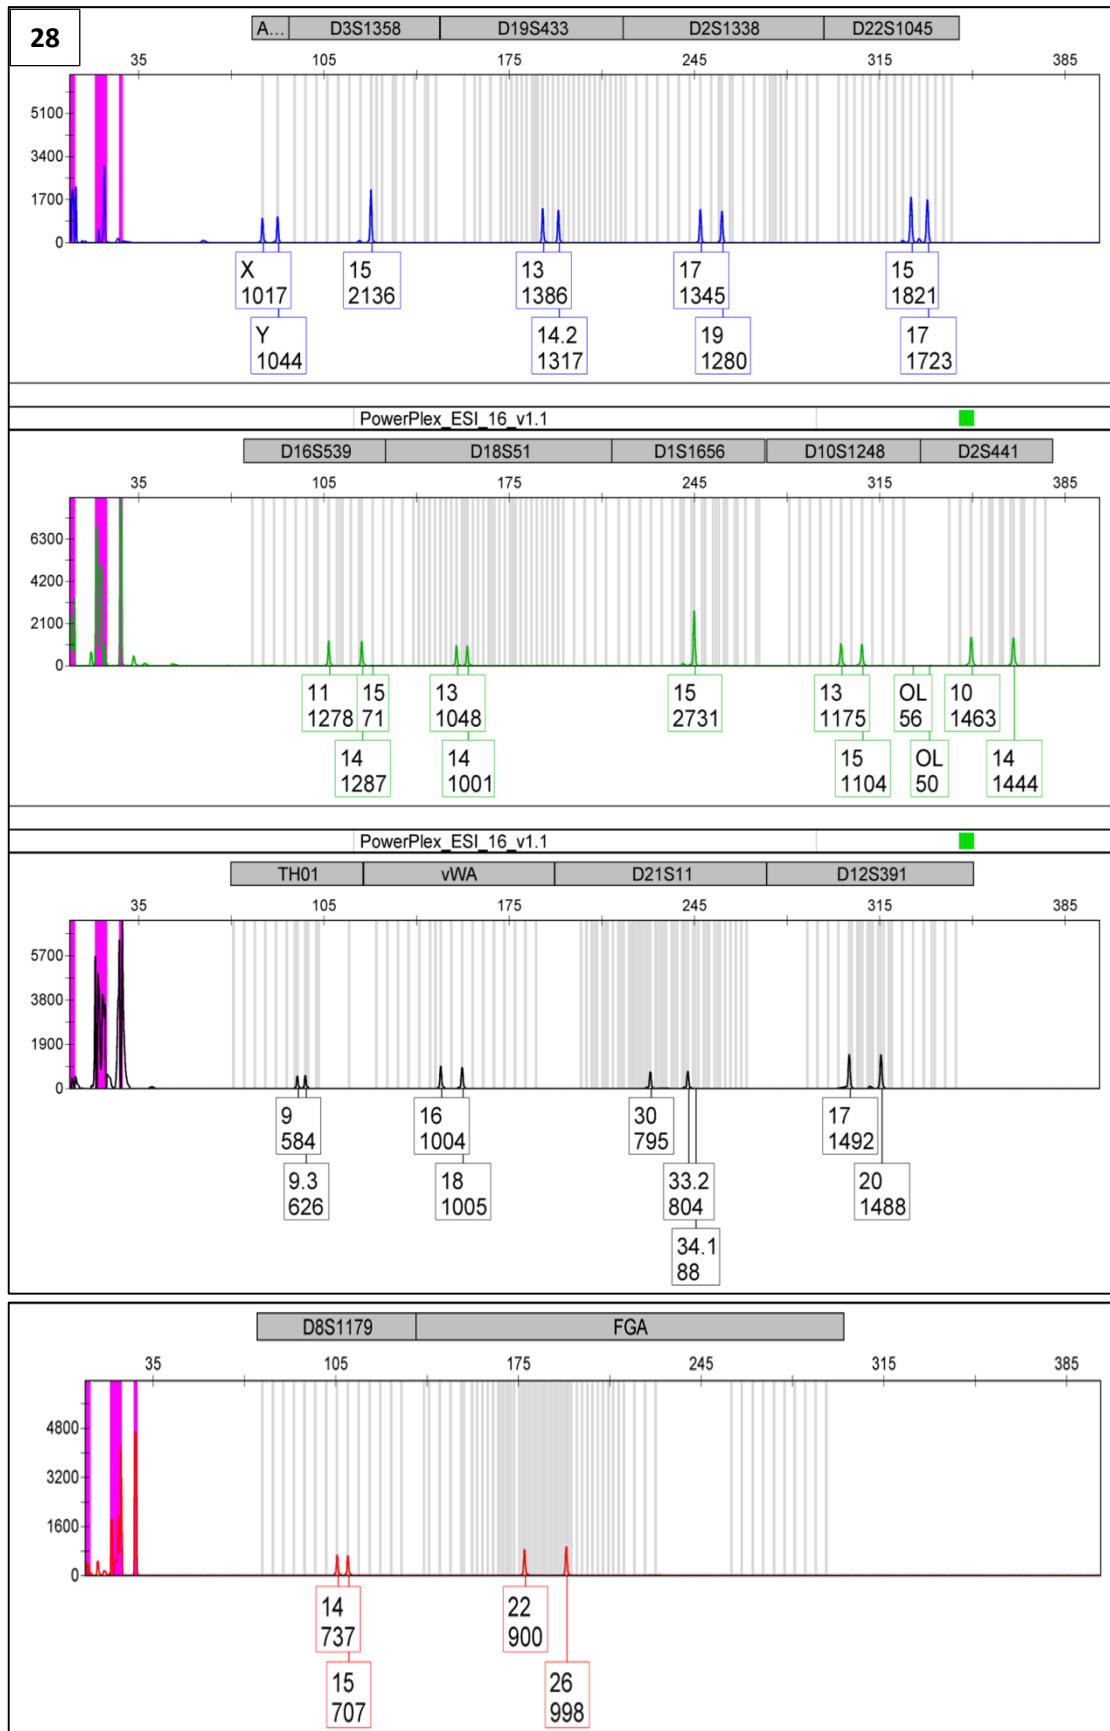 28
A... D3S1358 D19S433 D2S1338 D22S1045
35 105 175 245 315 385
5100
3400
1700
0
X 15 13 17 15
1017 2136 1386 1345 1821
Y 14.2 19 17
1044 1317 1280 1723
PowerPlex_ESI_16_v1.1
D16S539 D18S51 D1S1656 D10S1248 D2S441
35 105 175 245 315 385
6300
4200
2100
0
11 15 13 15 13 OL 10
1278 71 1048 2731 1175 56 1463
14 14 15 OL 14
1287 1001 1104 50 1444
PowerPlex_ESI_16_v1.1
TH01 vWA D21S11 D12S391
35 105 175 245 315 385
5700
3800
1900
0
9 16 30 17
584 1004 795 1492
9.3 18 33.2 20
626 1005 804 1488
34.1
88
D8S1179 FGA
35 105 175 245 315 385
4800
3200
1600
0
14 22
737 900
15 26
707 998